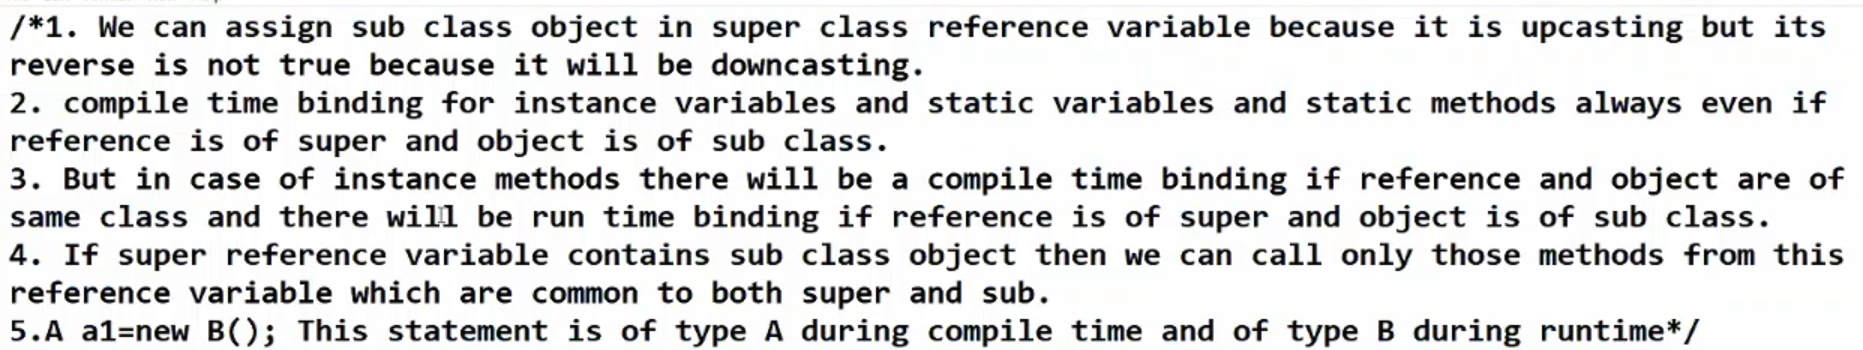 /*1. We can assign sub class object in super class reference variable because it is upcasting but its
reverse is not true because it will be downcasting.
2. compile time binding for instance variables and static variables and static methods always even if
reference is of super and object is of sub class.
3. But in case of instance methods there will be a compile time binding if reference and object are of
same class and there will be run time binding if reference is of super and object is of sub class.
4. If super reference variable contains sub class object then we can call only those methods from this
reference variable which are common to both super and sub.
5.A a1=new B(); This statement is of type A during compile time and of type B during runtime*/